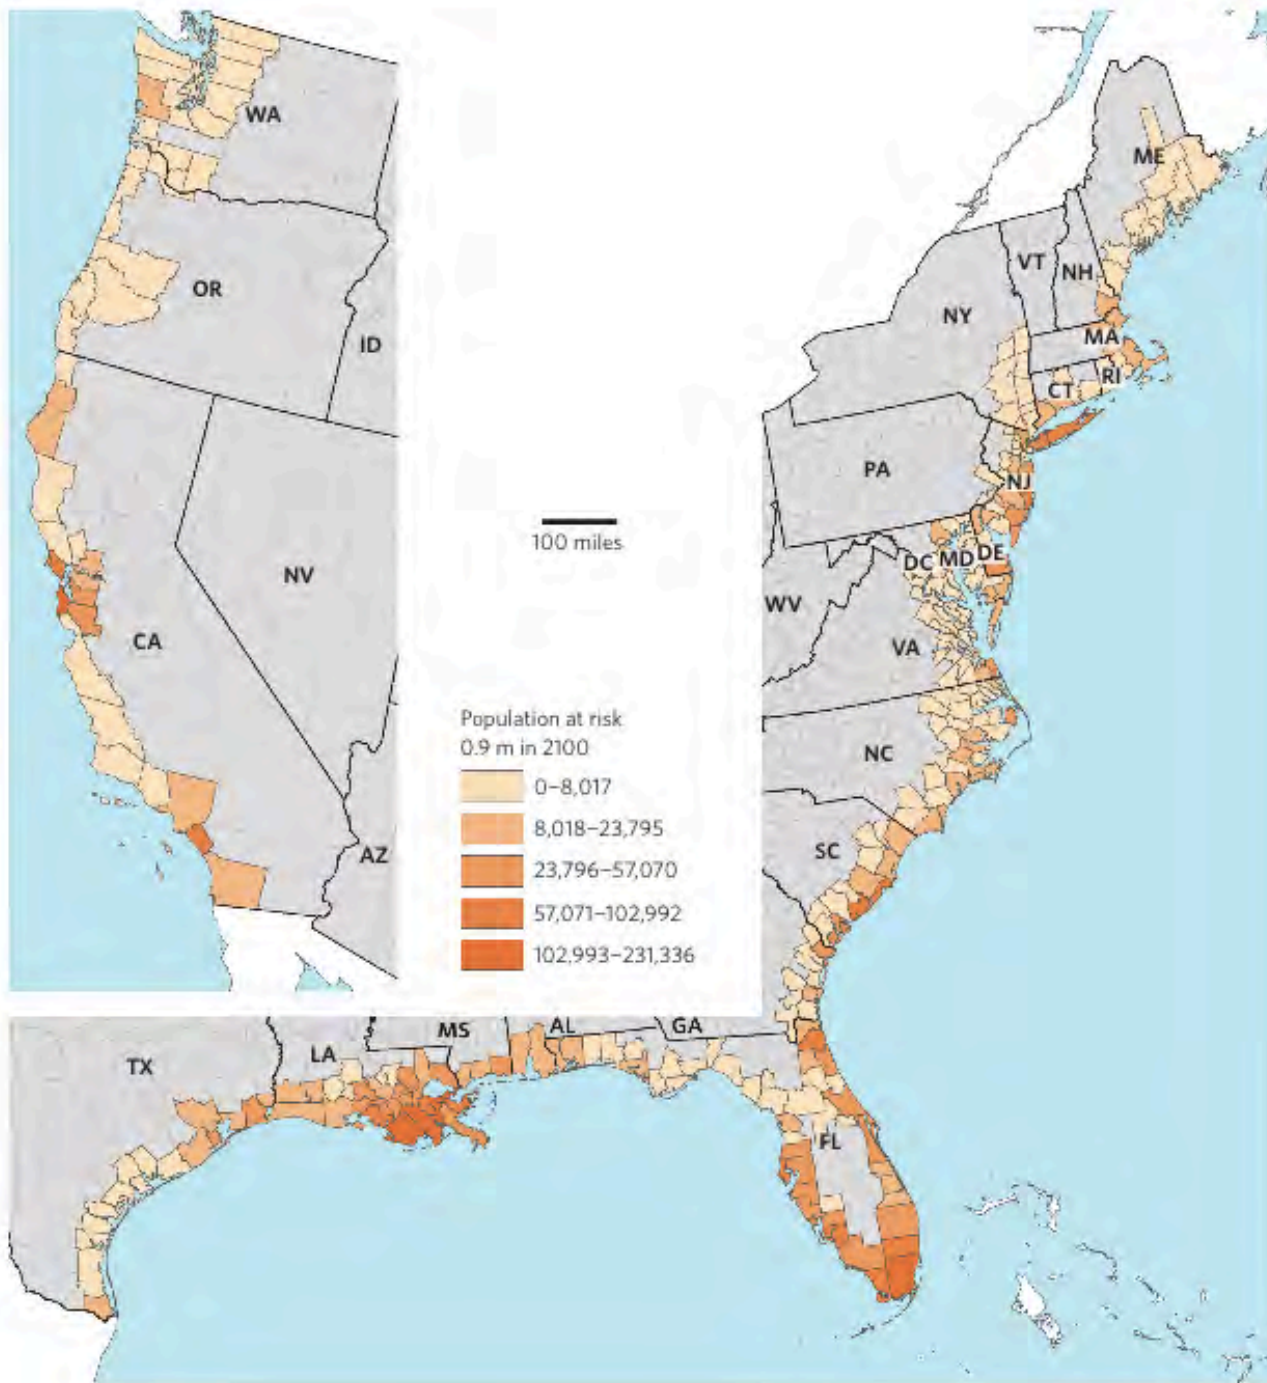 WA
ME
OR
VT
NH
NY
ID
MA
CT
RI
PA
NJ
100 miles
NV
DC
MD
DE
WV
CA
VA
Population at risk
0.9 m in 2100
0–8,017
8,018–23,795
23,796–57,070
57,071–102,992
102,993–231,336
NC
AZ
SC
TX
LA
MS
AL
GA
FL